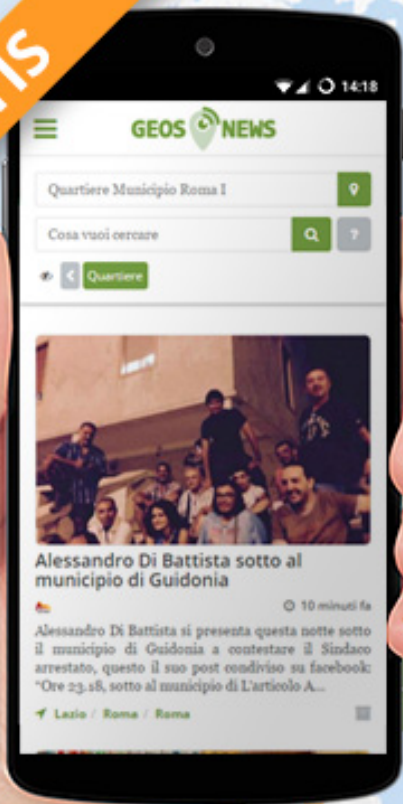 14:18
GEOS NEWS
Quartiere Municipio Roma I
Cosa vuoi cercare
?
< Quartiere
Alessandro Di Battista sotto al
municipio di Guidonia
10 minuti fa
Alessandro Di Battista si presenta questa notte sotto
il municipio di Guidonia a contestare il Sindaco
arrestato, questo il suo post condiviso su facebook:
“Ore 23.18, sotto al municipio di L'articolo A...
Lazio / Roma / Roma